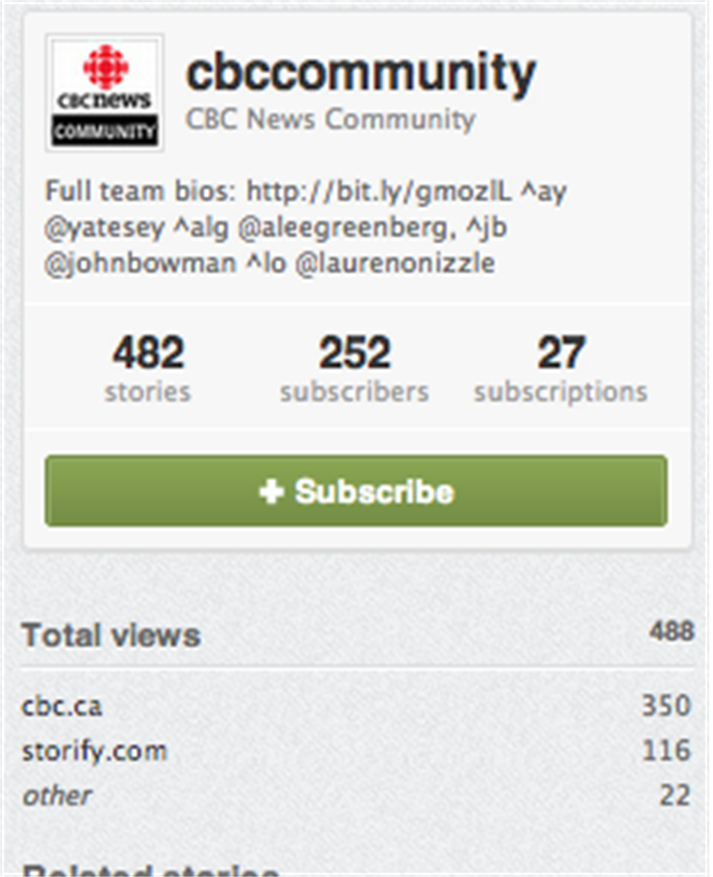 cbcnews
COMMUNITY
cbccommunity
CBC News Community
Full team bios: http://bit.ly/gmozlL ^ay
@yatesey ^alg @aleegreenberg, ^jb
@johnbowman ^lo @laurenonizzle
482 252 27
stories subscribers subscriptions
+ Subscribe
Total views 488
cbc.ca 350
storify.com 116
other 22
Related stories